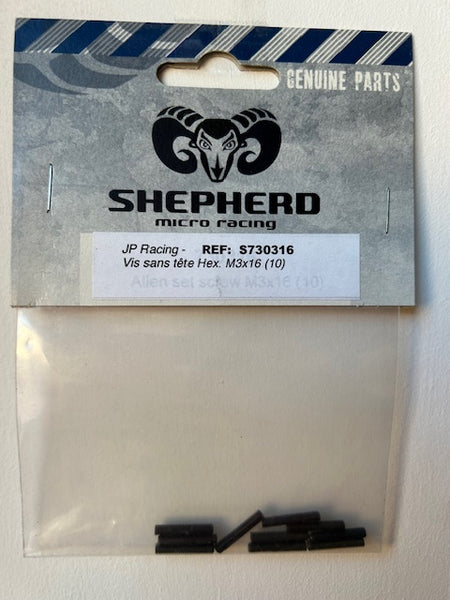 GENUINE PARTS
SHEPHERD
micro racing
JP Racing - REF: S730316
Vis sans tête Hex. M3x16 (10)
Allen set screw M3x16 (10)